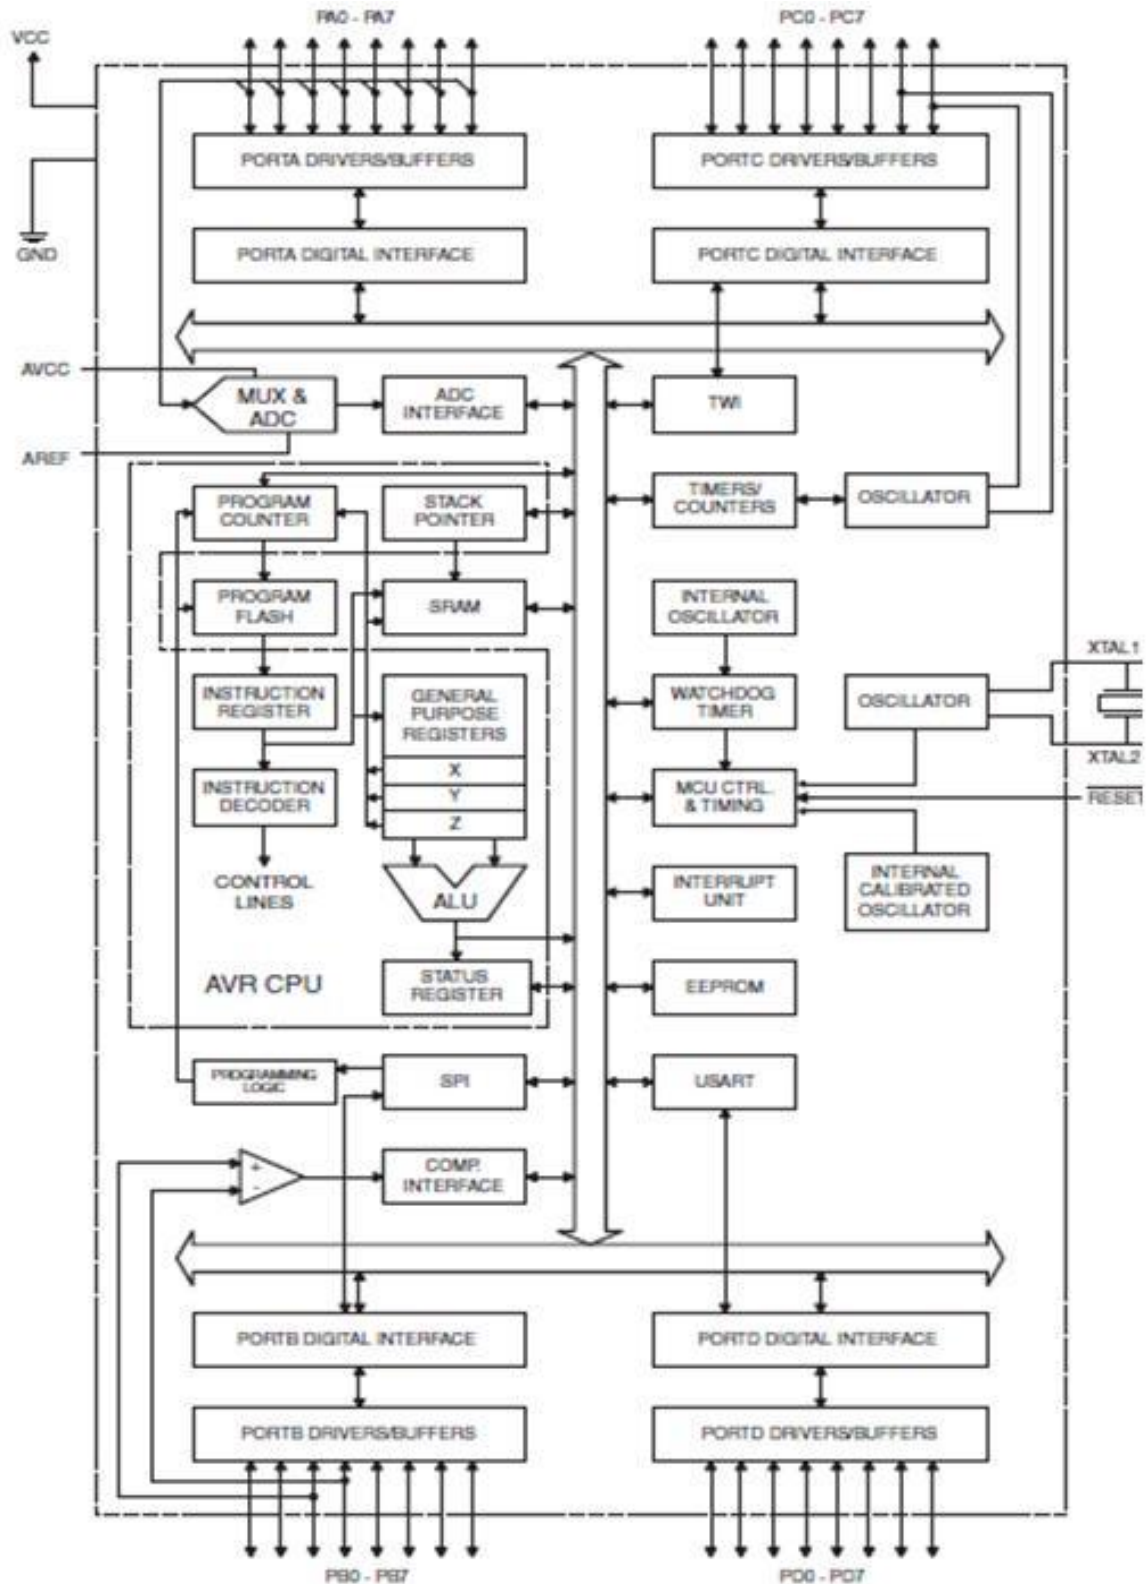 PA0 - PA7
PC0 - PC7
VCC
PORTA DRIVERS/BUFFERS
PORTC DRIVERS/BUFFERS
GND
PORTA DIGITAL INTERFACE
PORTC DIGITAL INTERFACE
AVCC
MUX &
ADC
ADC
INTERFACE
TWI
AREF
PROGRAM
COUNTER
STACK
POINTER
TIMERS/
COUNTERS
OSCILLATOR
PROGRAM
FLASH
SRAM
INTERNAL
OSCILLATOR
XTAL1
INSTRUCTION
REGISTER
GENERAL
PURPOSE
REGISTERS
WATCHDOG
TIMER
OSCILLATOR
XTAL2
X
INSTRUCTION
DECODER
Y
Z
MCU CTRL.
& TIMING
RESET
CONTROL
LINES
ALU
INTERRUPT
UNIT
INTERNAL
CALIBRATED
OSCILLATOR
AVR CPU
STATUS
REGISTER
EEPROM
PROGRAMMING
LOGIC
SPI
USART
+
-
COMP.
INTERFACE
PORTB DIGITAL INTERFACE
PORTD DIGITAL INTERFACE
PORTB DRIVERS/BUFFERS
PORTD DRIVERS/BUFFERS
PB0 - PB7
PD0 - PD7